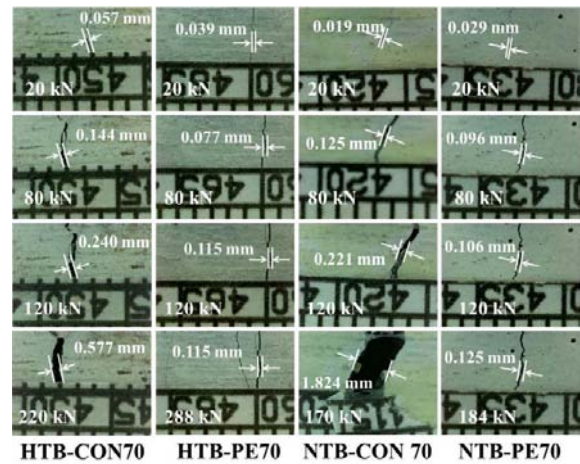 0.057 mm
20 kN
0.039 mm
20 kN
0.019 mm
20 kN
0.029 mm
20 kN
0.144 mm
80 kN
0.077 mm
80 kN
0.125 mm
80 kN
0.096 mm
80 kN
0.240 mm
120 kN
0.115 mm
120 kN
0.221 mm
120 kN
0.106 mm
120 kN
0.577 mm
220 kN
0.115 mm
288 kN
1.824 mm
170 kN
0.125 mm
184 kN
HTB-CON70 HTB-PE70 NTB-CON 70 NTB-PE70